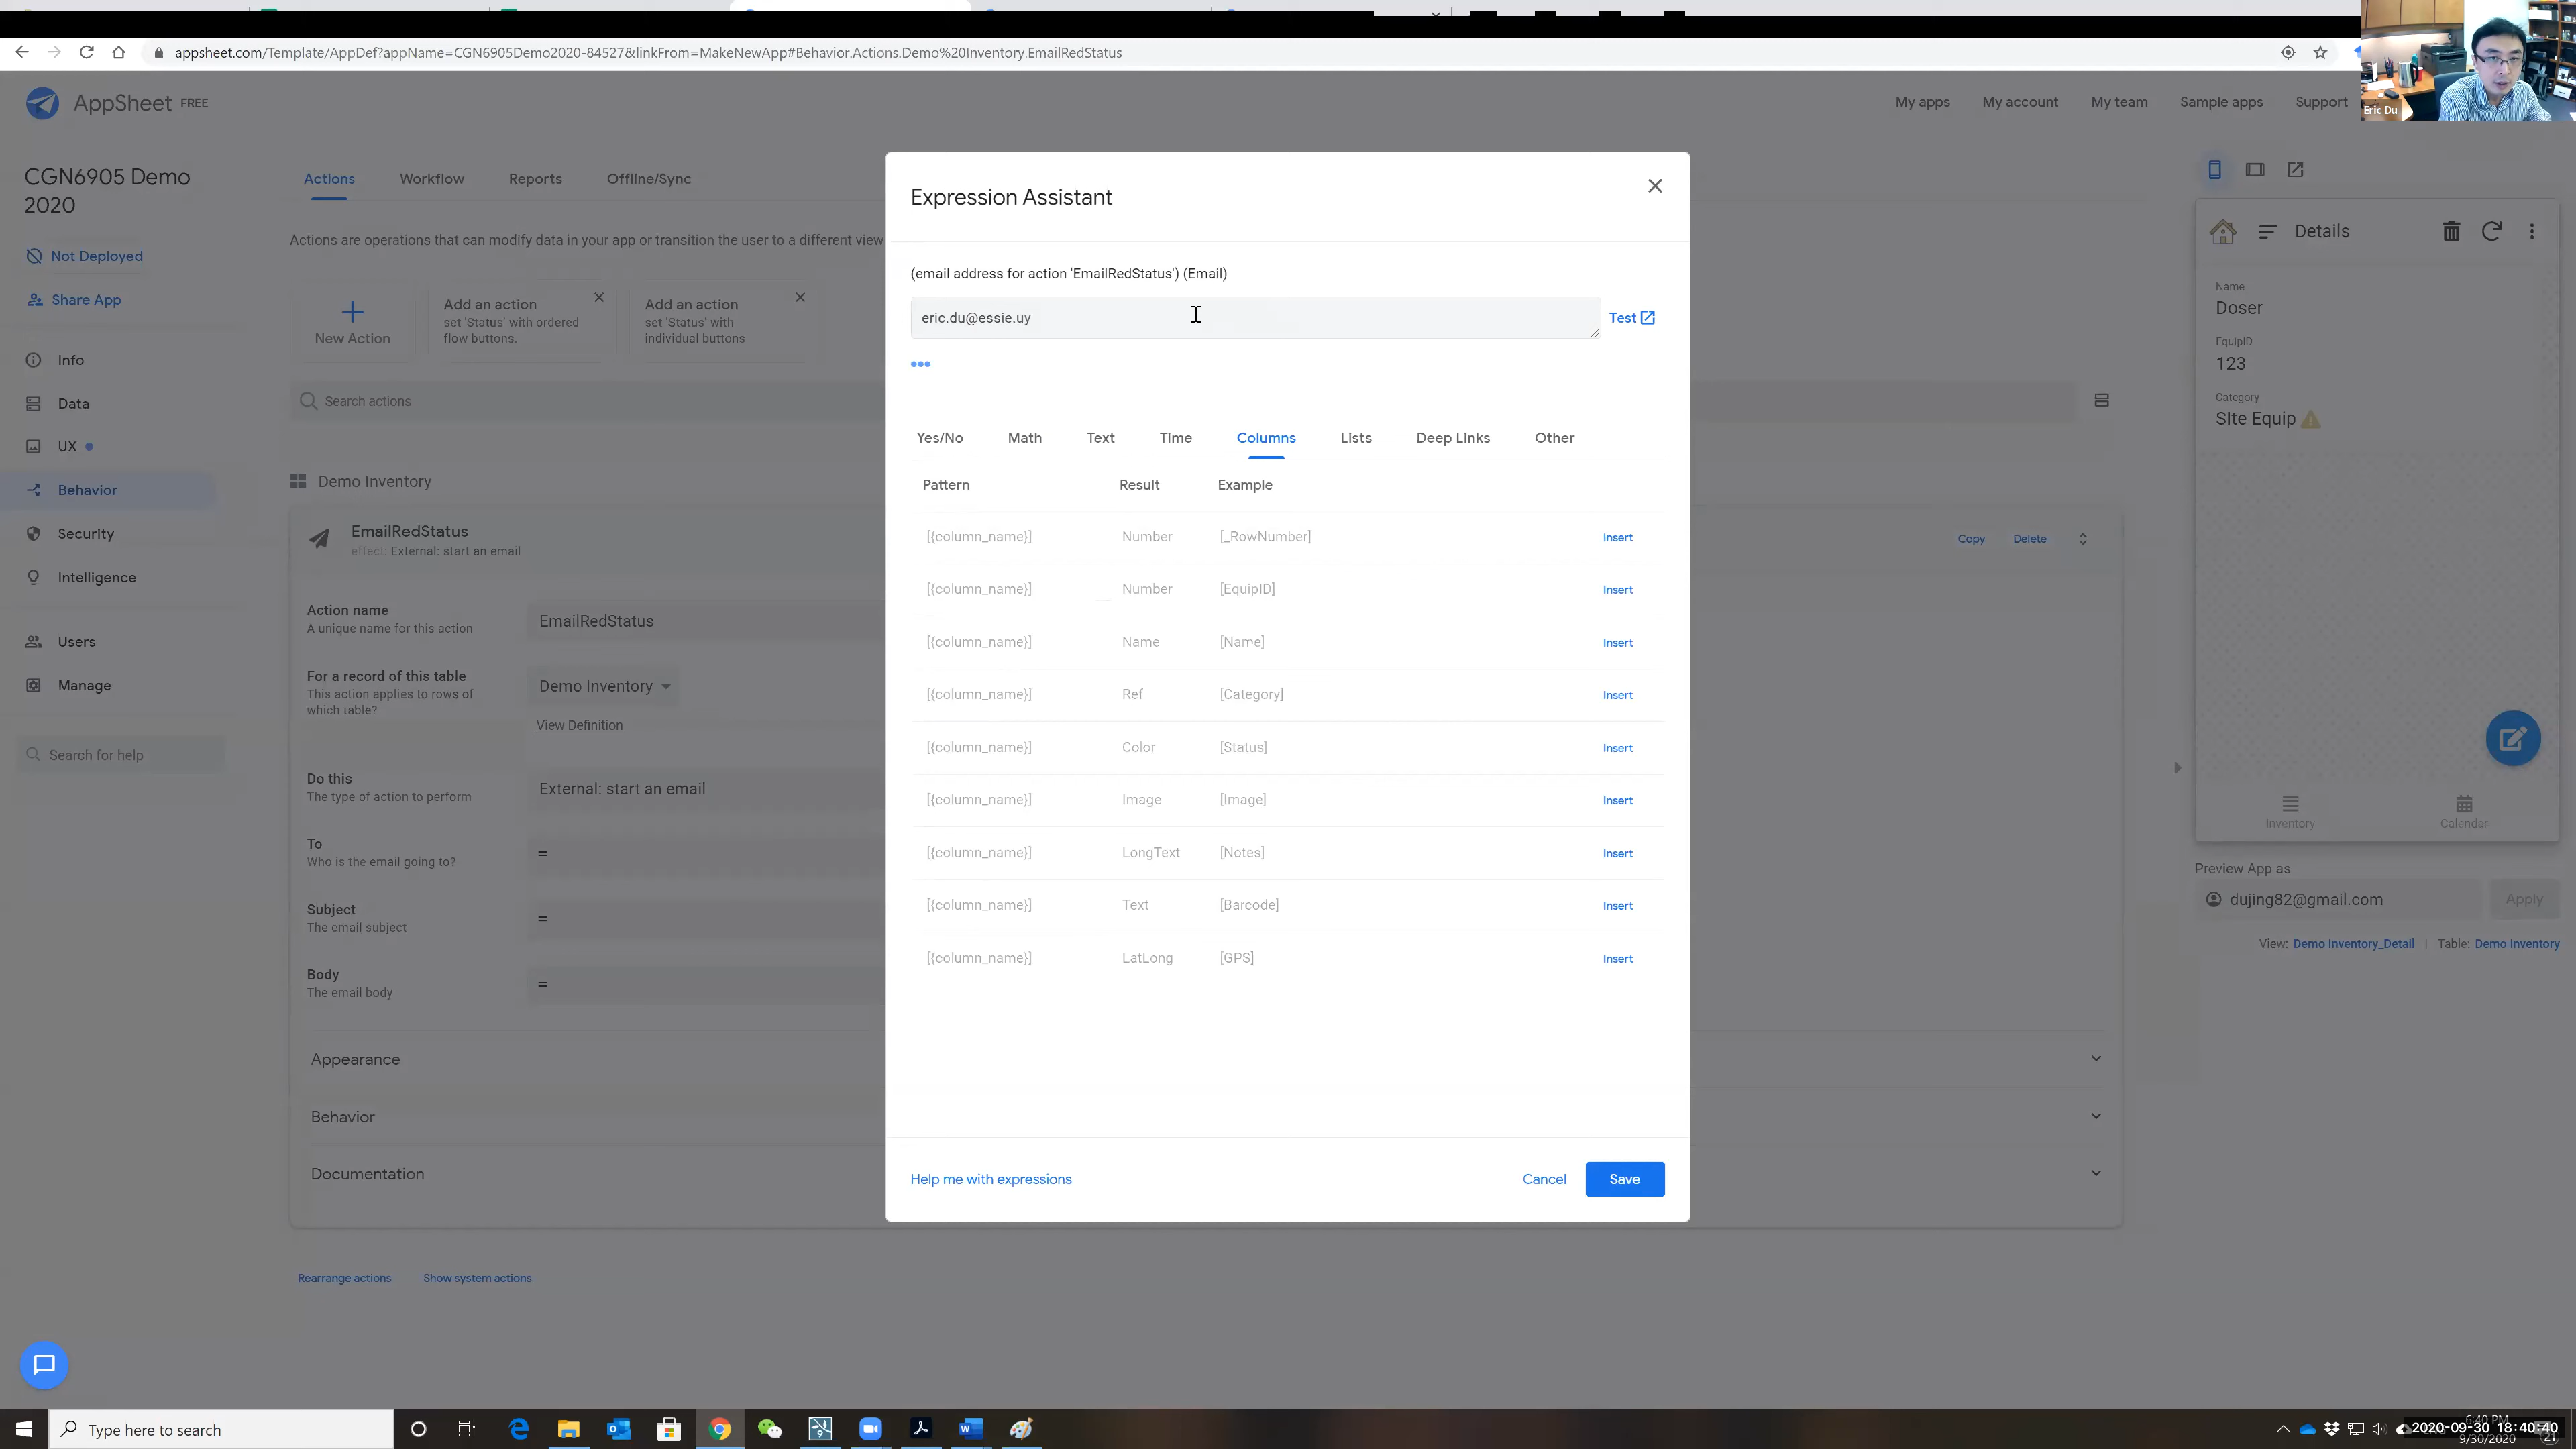 appsheet.com/Template/AppDef?appName=CGN6905Demo2020-84527&linkFrom=MakeNewApp#Behavior.Actions.Demo%20Inventory.EmailRedStatus
Eric Du
AppSheet FREE
My apps
My account
My team
Sample apps
Support
CGN6905 Demo
2020
Not Deployed
Share App
Info
Data
UX
Behavior
Security
Intelligence
Users
Manage
Search for help
Actions
Workflow
Reports
Offline/Sync
Actions are operations that can modify data in your app or transition the user to a different view
New Action
Add an action
set 'Status' with ordered
flow buttons.
Add an action
set 'Status' with
individual buttons
Search actions
Demo Inventory
EmailRedStatus
effect: External: start an email
Copy
Delete
Action name
A unique name for this action
EmailRedStatus
For a record of this table
This action applies to rows of
which table?
Demo Inventory
View Definition
Do this
The type of action to perform
External: start an email
To
Who is the email going to?
=
Subject
The email subject
=
Body
The email body
=
Appearance
Behavior
Documentation
Rearrange actions
Show system actions
Expression Assistant
(email address for action 'EmailRedStatus') (Email)
eric.du@essie.uy
Test
Yes/No
Math
Text
Time
Columns
Lists
Deep Links
Other
Pattern Result Example
[{column_name}] Number [_RowNumber] Insert
[{column_name}] Number [EquipID] Insert
[{column_name}] Name [Name] Insert
[{column_name}] Ref [Category] Insert
[{column_name}] Color [Status] Insert
[{column_name}] Image [Image] Insert
[{column_name}] LongText [Notes] Insert
[{column_name}] Text [Barcode] Insert
[{column_name}] LatLong [GPS] Insert
Help me with expressions
Cancel
Save
Details
Name
Doser
EquipID
123
Category
SIte Equip
Inventory
Calendar
Preview App as
dujing82@gmail.com
Apply
View: Demo Inventory_Detail | Table: Demo Inventory
Type here to search
6:40 PM
2020-09-30 18:40:40
9/30/2020